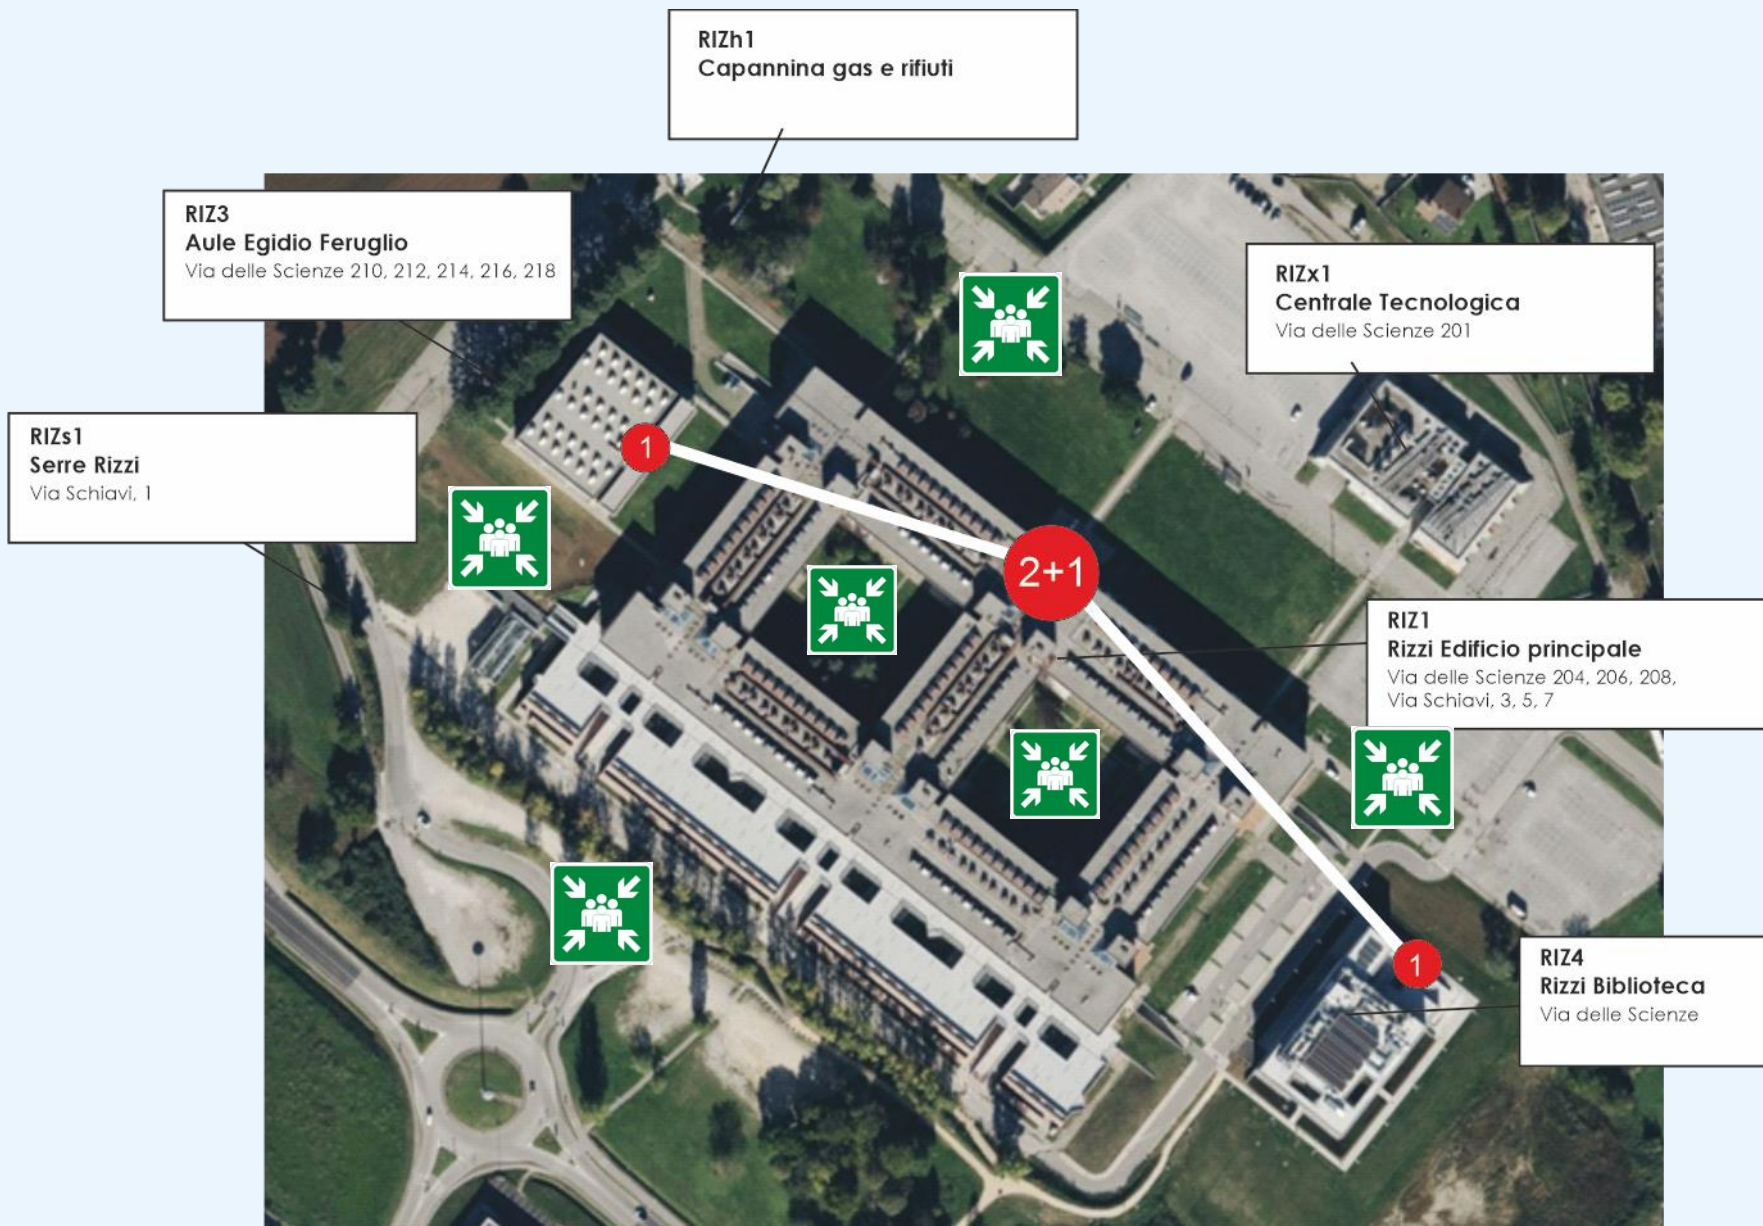 RIZh1
Capannina gas e rifiuti
RIZ3
Aule Egidio Feruglio
Via delle Scienze 210, 212, 214, 216, 218
RIZx1
Centrale Tecnologica
Via delle Scienze 201
RIZs1
Serre Rizzi
Via Schiavi, 1
1
2+1
RIZ1
Rizzi Edificio principale
Via delle Scienze 204, 206, 208,
Via Schiavi, 3, 5, 7
1
RIZ4
Rizzi Biblioteca
Via delle Scienze